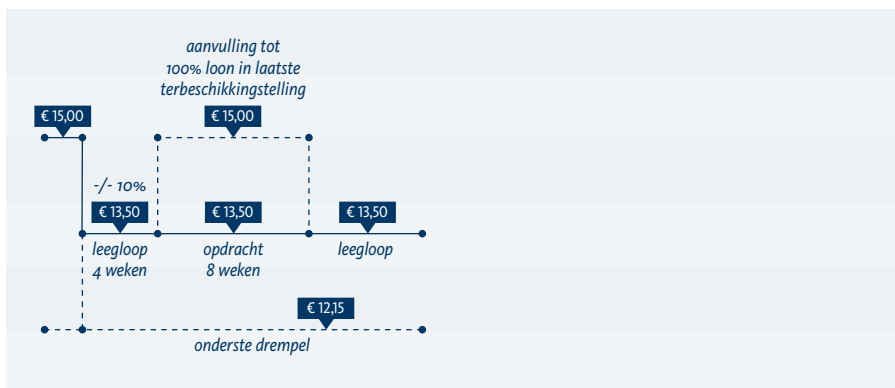 aanvulling tot
100% loon in laatste
terbeschikkingstelling
€ 15,00
€ 15,00
-/- 10%
€ 13,50
€ 13,50
€ 13,50
leegloop
4 weken
opdracht
8 weken
leegloop
€ 12,15
onderste drempel